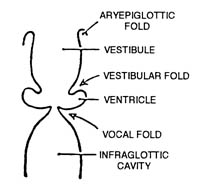 ARYEPIGLOTTIC
FOLD
VESTIBULE
VESTIBULAR FOLD
VENTRICLE
VOCAL FOLD
INFRAGLOTTIC
CAVITY